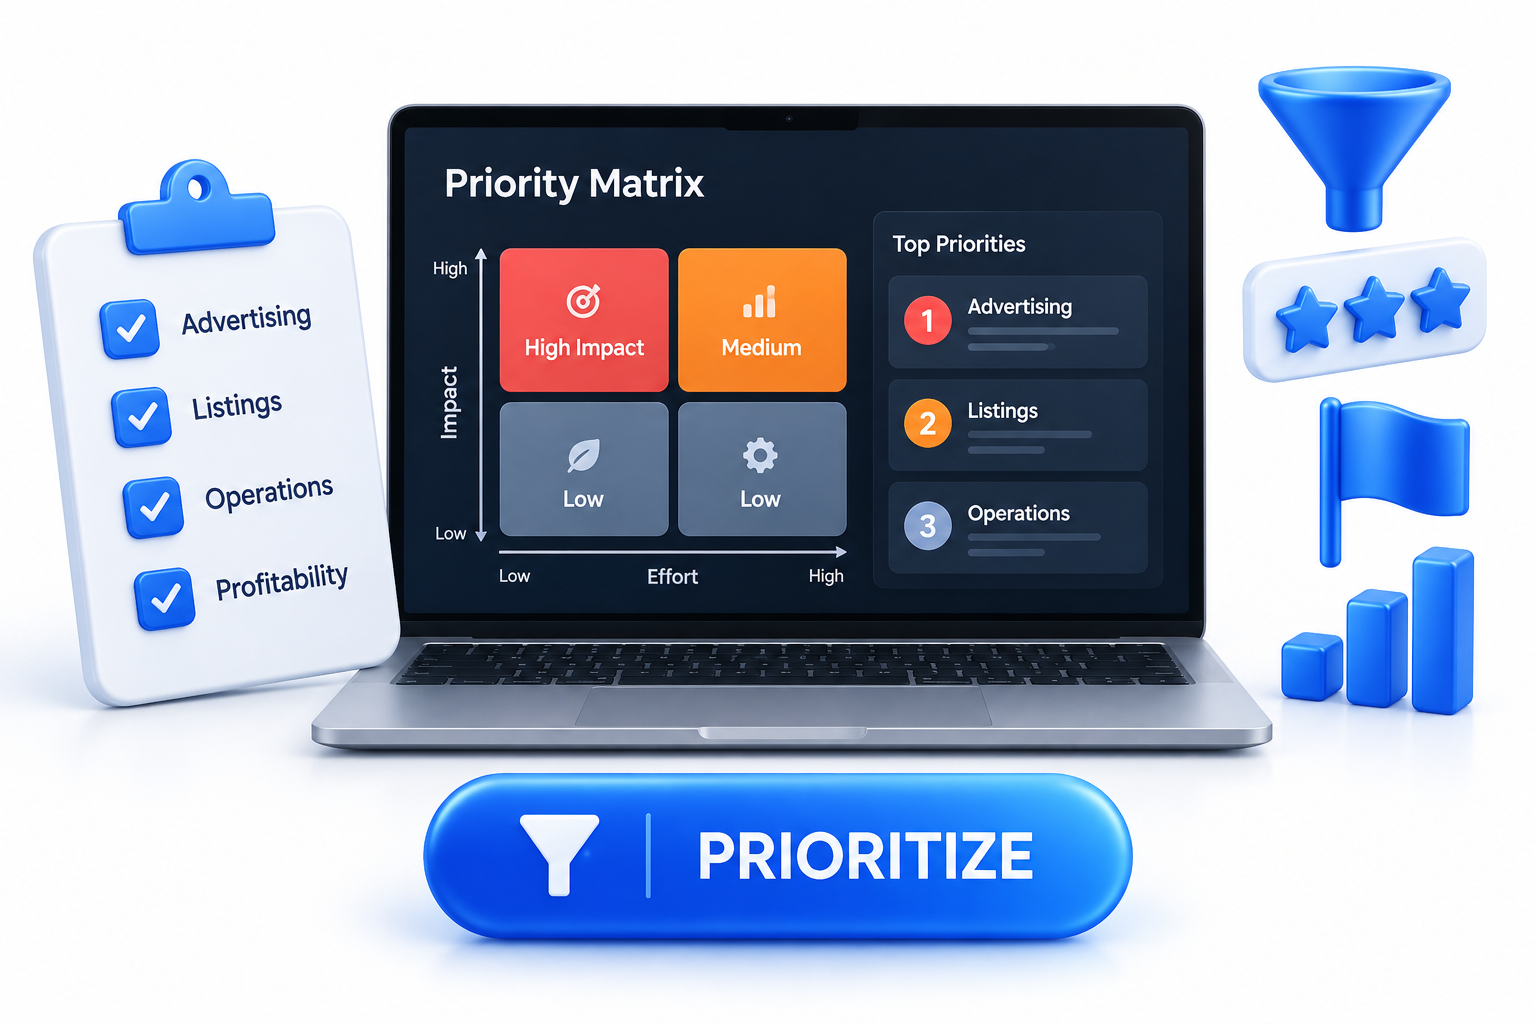 Advertising
Listings
Operations
Profitability
Priority Matrix
High
Impact
Low
High Impact
Medium
Low
Low
Low
Effort
High
Top Priorities
1
Advertising
2
Listings
3
Operations
PRIORITIZE